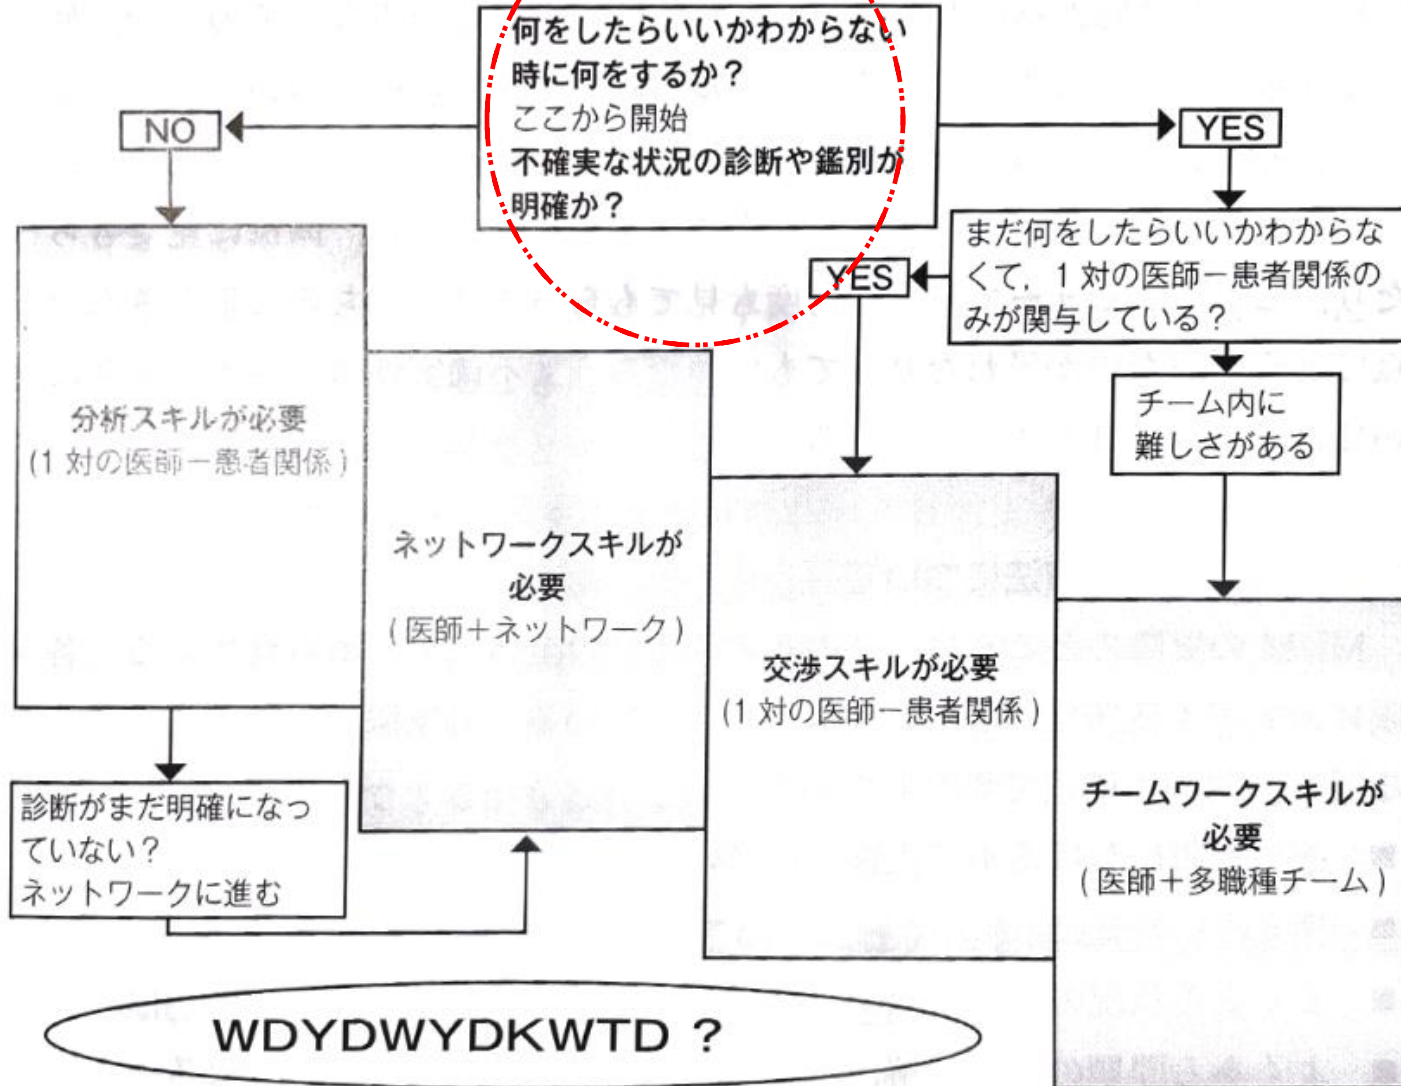 何をしたらいいかわからない
時に何をするか？
ここから開始
不確実な状況の診断や鑑別が
明確か？
NO
YES
まだ何をしたらいいかわからな
くて，1 対の医師－患者関係の
みが関与している？
YES
チーム内に
難しさがある
分析スキルが必要
(1 対の医師－患者関係)
ネットワークスキルが
必要
(医師＋ネットワーク)
交渉スキルが必要
(1 対の医師－患者関係)
チームワークスキルが
必要
(医師＋多職種チーム)
診断がまだ明確になっ
ていない？
ネットワークに進む
WDYDWYDKWTD ?